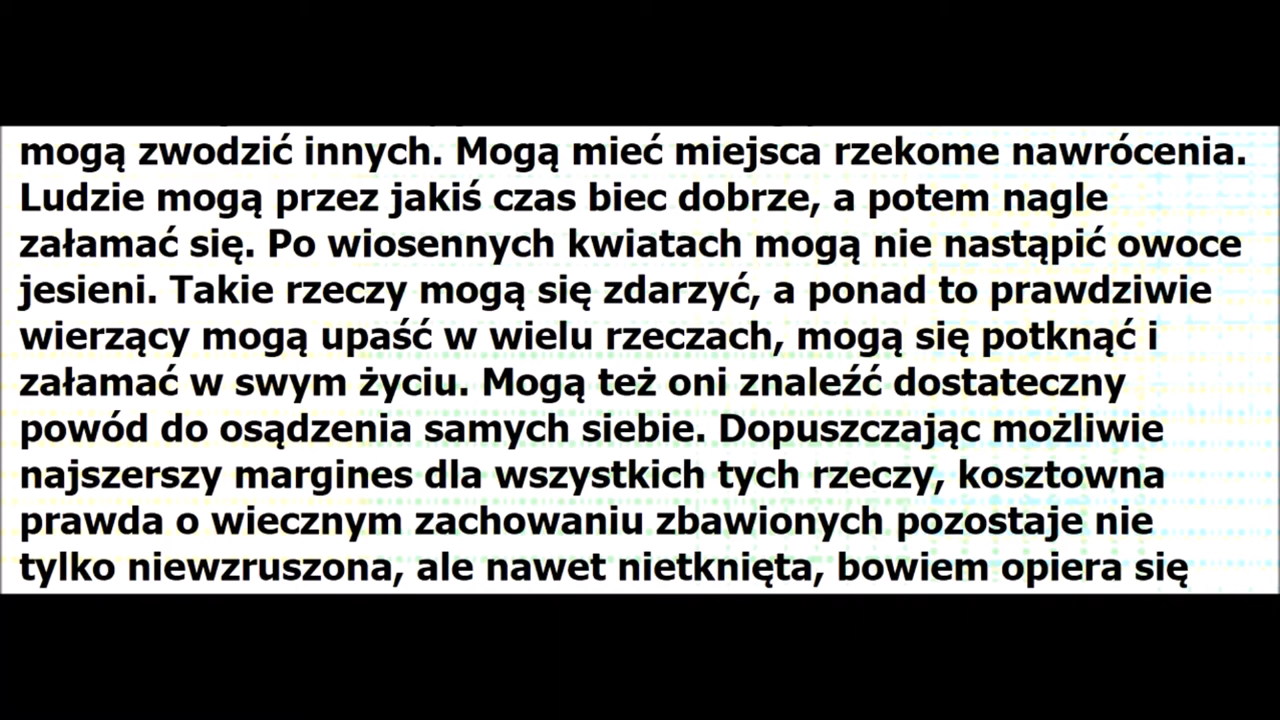 mogą zwodzić innych. Mogą mieć miejsca rzekome nawrócenia.
Ludzie mogą przez jakiś czas biec dobrze, a potem nagle
załamać się. Po wiosennych kwiatach mogą nie nastąpić owoce
jesieni. Takie rzeczy mogą się zdarzyć, a ponad to prawdziwie
wierzący mogą upaść w wielu rzeczach, mogą się potknąć i
załamać w swym życiu. Mogą też oni znaleźć dostateczny
powód do osądzenia samych siebie. Dopuszczając możliwie
najszerszy margines dla wszystkich tych rzeczy, kosztowna
prawda o wiecznym zachowaniu zbawionych pozostaje nie
tylko niewzruszona, ale nawet nietknięta, bowiem opiera się